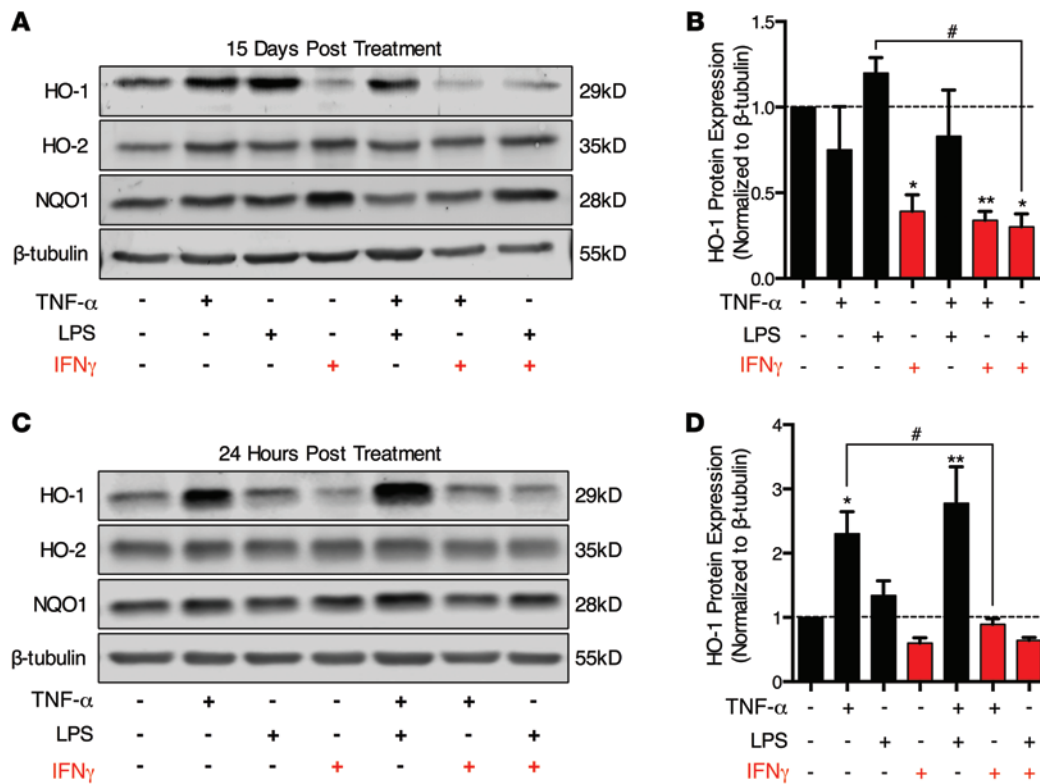 A
15 Days Post Treatment
HO-1
29kD
HO-2
35kD
NQO1
28kD
β-tubulin
55kD
TNF-α - + - - + + -
LPS - - + - + - +
IFNγ - - - + - + +
B
HO-1 Protein Expression
(Normalized to β-tubulin)
1.5
1.0
0.5
0.0
#
* ** *
TNF-α - + - - + + -
LPS - - + - + - +
IFNγ - - - + - + +
C
24 Hours Post Treatment
HO-1
29kD
HO-2
35kD
NQO1
28kD
β-tubulin
55kD
TNF-α - + - - + + -
LPS - - + - + - +
IFNγ - - - + - + +
D
HO-1 Protein Expression
(Normalized to β-tubulin)
4
3
2
1
0
#
* **
TNF-α - + - - + + -
LPS - - + - + - +
IFNγ - - - + - + +